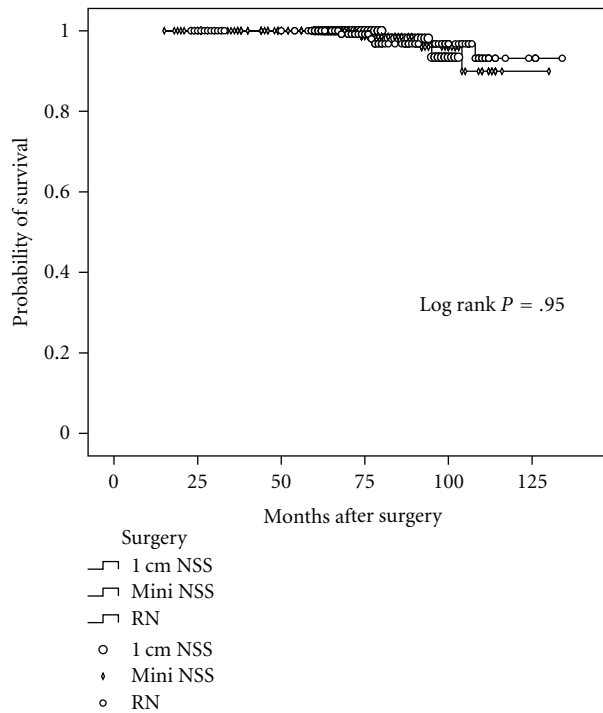 1
0.8
0.6
0.4
0.2
0
Probability of survival
Log rank P = .95
0 25 50 75 100 125
Months after surgery
Surgery
1 cm NSS
Mini NSS
RN
1 cm NSS
Mini NSS
RN